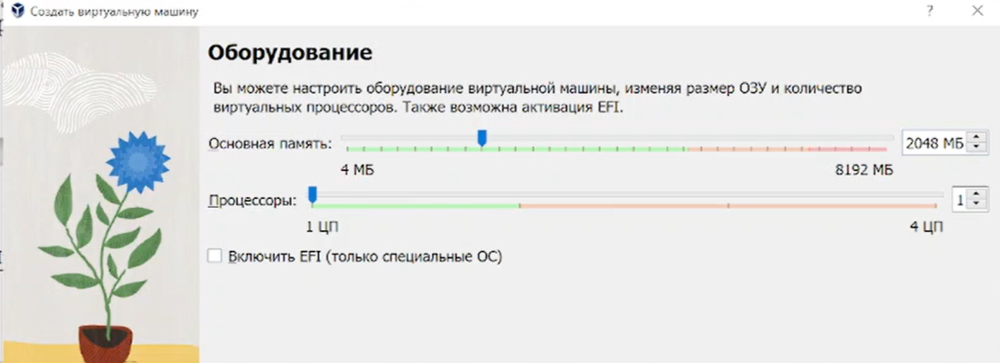 Создать виртуальную машину
?
Оборудование
Вы можете настроить оборудование виртуальной машины, изменяя размер ОЗУ и количество
виртуальных процессоров. Также возможна активация EFI.
Основная память: 2048 МБ
4 МБ 8192 МБ
Процессоры: 1
1 ЦП 4 ЦП
Включить EFI (только специальные ОС)